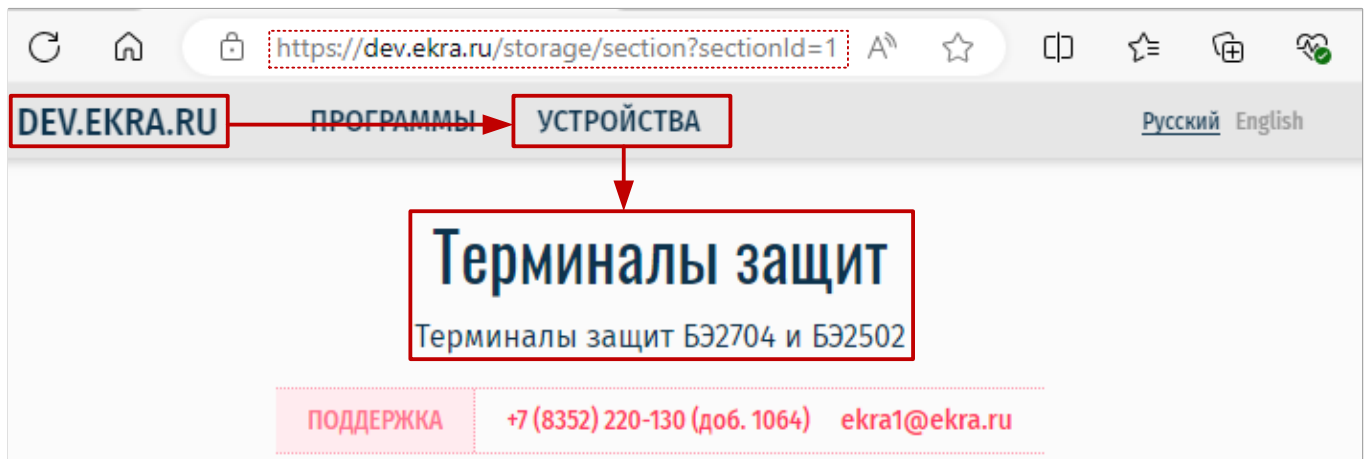 https://dev.ekra.ru/storage/section?sectionId=1
DEV.EKRA.RU ПРОГРАММЫ УСТРОЙСТВА Русский English
Терминалы защит
Терминалы защит БЭ2704 и БЭ2502
ПОДДЕРЖКА +7 (8352) 220-130 (доб. 1064) ekra1@ekra.ru